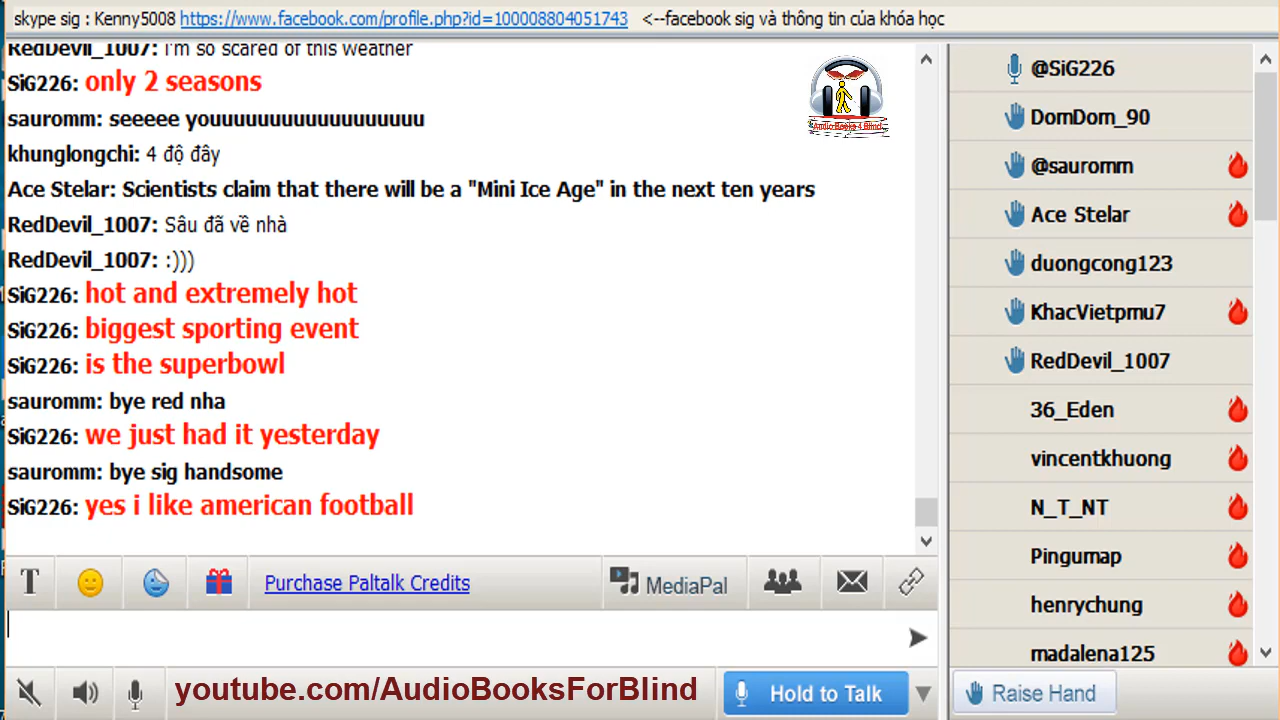 skype sig : Kenny5008 https://www.facebook.com/profile.php?id=100008804051743 <--facebook sig và thông tin của khóa học
RedDevil_1007: i'm so scared of this weather
SiG226: only 2 seasons
sauromm: seeeee youuuuuuuuuuuuuuuuuu
khunglongchi: 4 độ đây
Ace Stelar: Scientists claim that there will be a "Mini Ice Age" in the next ten years
RedDevil_1007: Sâu đã về nhà
RedDevil_1007: :)))
SiG226: hot and extremely hot
SiG226: biggest sporting event
SiG226: is the superbowl
sauromm: bye red nha
SiG226: we just had it yesterday
sauromm: bye sig handsome
SiG226: yes i like american football
Audio Books 4 Blind
@SiG226
DomDom_90
@sauromm
Ace Stelar
duongcong123
KhacVietpmu7
RedDevil_1007
36_Eden
vincentkhuong
N_T_NT
Pingumap
henrychung
madalena125
T
Purchase Paltalk Credits
MediaPal
youtube.com/AudioBooksForBlind
Hold to Talk
Raise Hand